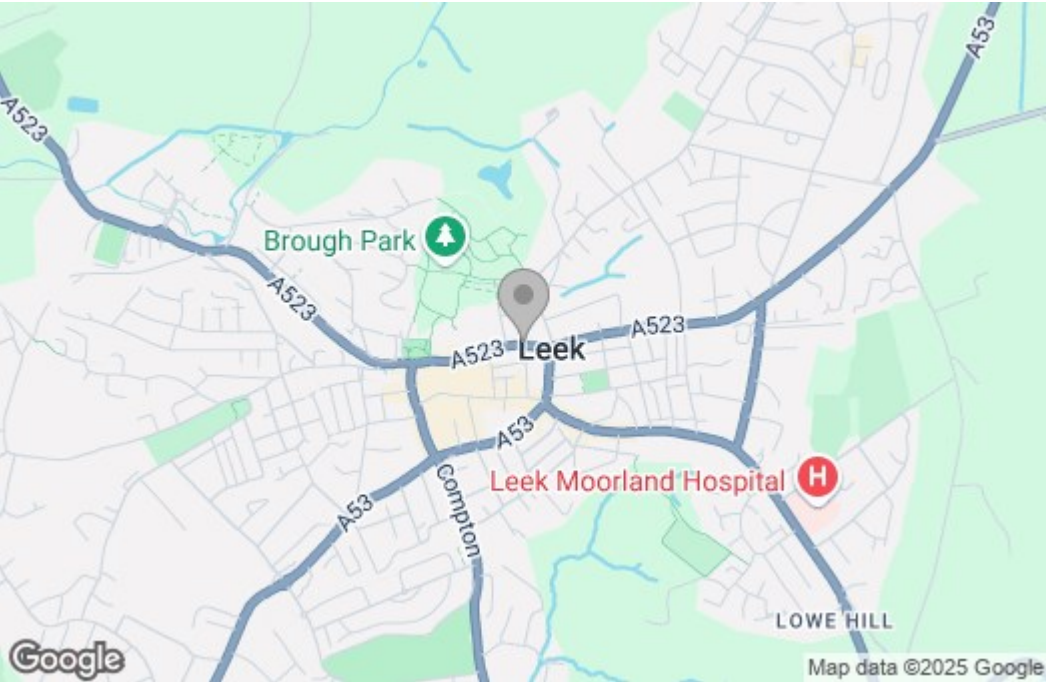 A53
A523
Brough Park
A523
A523
A523
Leek
A53
Leek Moorland Hospital
H
A53
Compton
LOWE HILL
Google
Map data ©2025 Google